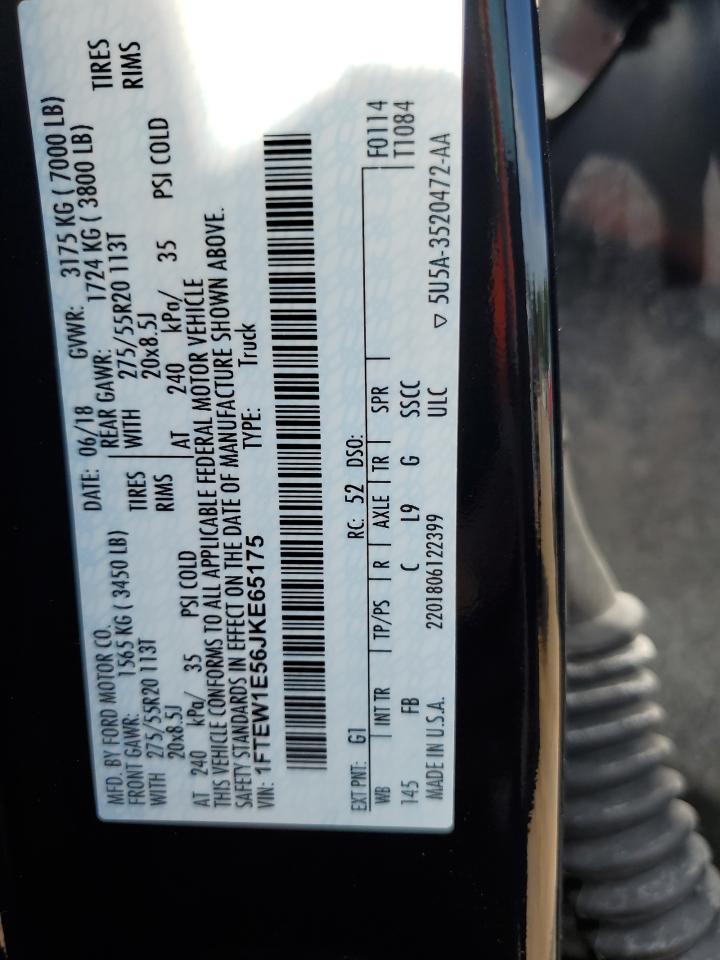 MFD. BY FORD MOTOR CO.
DATE: 06/18 GVWR: 3175 KG ( 7000 LB)
FRONT GAWR: 1565 KG ( 3450 LB) REAR GAWR: 1724 KG ( 3800 LB)
WITH 275/55R20 113T TIRES WITH 275/55R20 113T TIRES
20x8.5J RIMS 20x8.5J RIMS
AT 240 kPa/ 35 PSI COLD AT 240 kPa/ 35 PSI COLD
THIS VEHICLE CONFORMS TO ALL APPLICABLE FEDERAL MOTOR VEHICLE
SAFETY STANDARDS IN EFFECT ON THE DATE OF MANUFACTURE SHOWN ABOVE.
VIN: 1FTEW1E56JKE65175 TYPE: Truck
EXT PNT: G1 RC: 52 DSO:
WB INT TR TP/PS R AXLE TR SPR F0114
145 FB C L9 G SSCC T1084
MADE IN U.S.A. 2201806122399 ULC ▽ 5U5A-3520472-AA